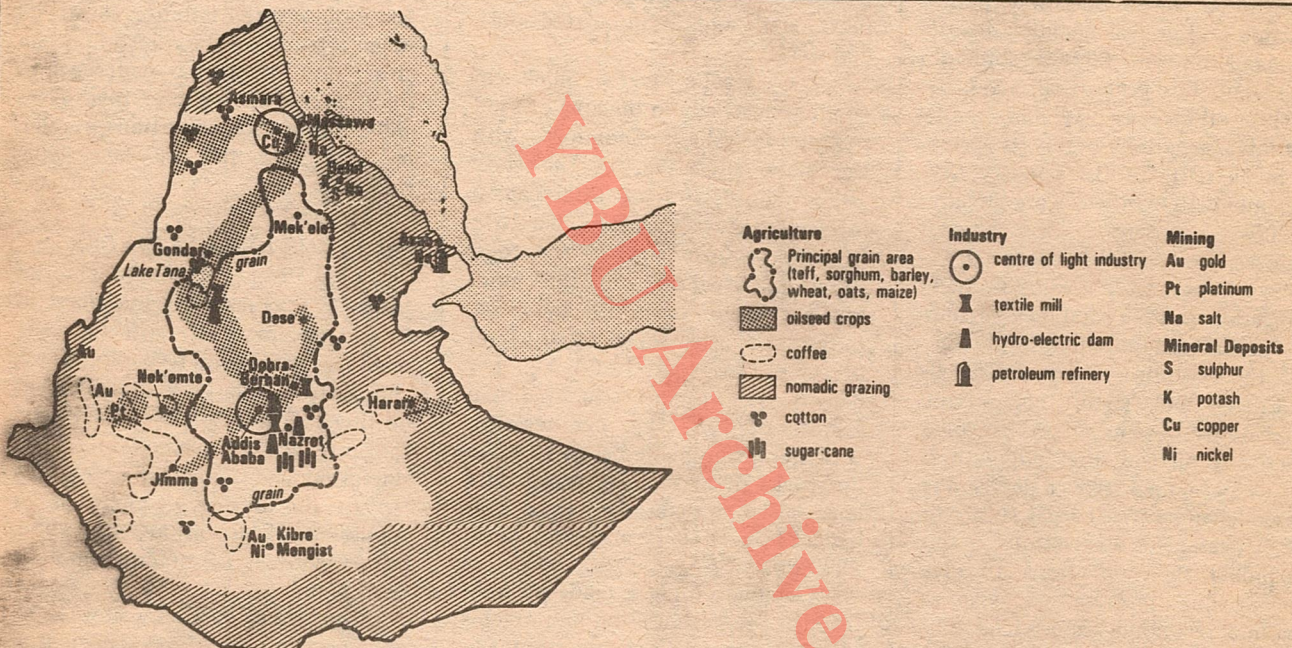 Asmara
Massawa
Cu
Na
Mek'ele
Gondar
grain
Lake Tana
Na
Dese
Au
Debra-
Berhan
Nek'emte
Au
Pt
Harar
Addis
Ababa
Nazret
Jimma
grain
Au Kibre
Ni Mengist
Agriculture
Principal grain area
(teff, sorghum, barley,
wheat, oats, maize)
oilseed crops
coffee
nomadic grazing
cotton
sugar-cane
Industry
centre of light industry
textile mill
hydro-electric dam
petroleum refinery
Mining
Au gold
Pt platinum
Na salt
Mineral Deposits
S sulphur
K potash
Cu copper
Ni nickel
YBU Archive